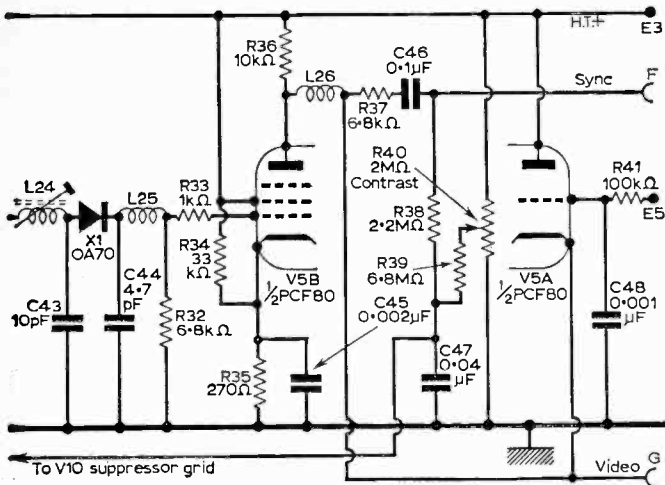 H.T.+
E3
R36
10kΩ
C46
0·1µF
L26
Sync
F
R37
6·8kΩ
R40
2MΩ
Contrast
R41
100kΩ
E5
L24
L25
R33
1kΩ
X1
OA70
R34
33
kΩ
R38
2·2MΩ
R39
6·8MΩ
V5B
½PCF80
V5A
½PCF80
C43
10pF
C44
4·7
pF
R32
6·8kΩ
C45
0·002µF
C48
0·001
µF
R35
270Ω
C47
0·04
µF
To V10 suppressor grid
Video
G